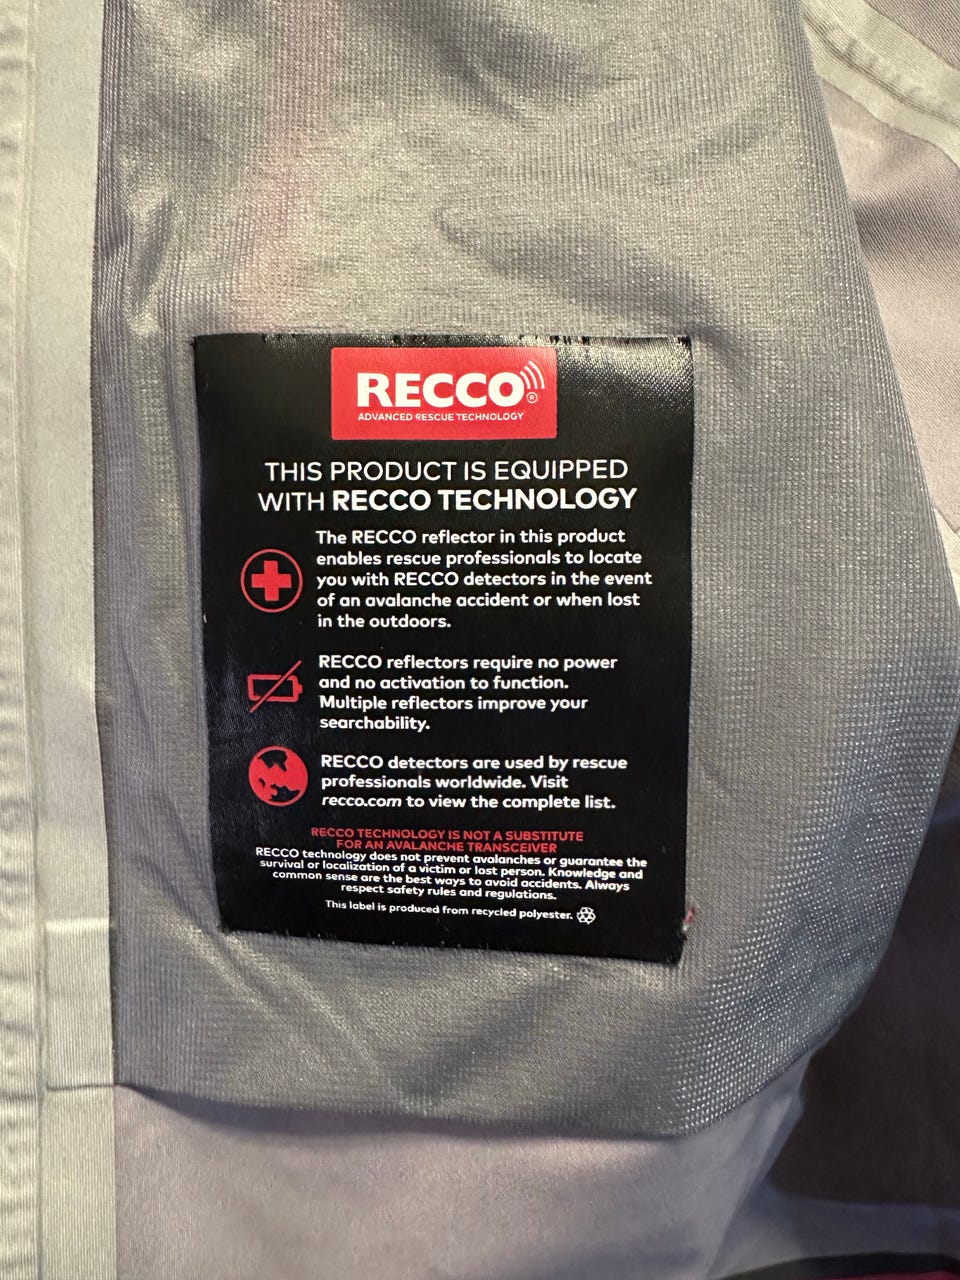 RECCO®
ADVANCED RESCUE TECHNOLOGY
THIS PRODUCT IS EQUIPPED
WITH RECCO TECHNOLOGY
The RECCO reflector in this product
enables rescue professionals to locate
you with RECCO detectors in the event
of an avalanche accident or when lost
in the outdoors.
RECCO reflectors require no power
and no activation to function.
Multiple reflectors improve your
searchability.
RECCO detectors are used by rescue
professionals worldwide. Visit
recco.com to view the complete list.
RECCO TECHNOLOGY IS NOT A SUBSTITUTE
FOR AN AVALANCHE TRANSCEIVER
RECCO technology does not prevent avalanches or guarantee the
survival or localization of a victim or lost person. Knowledge and
common sense are the best ways to avoid accidents. Always
respect safety rules and regulations.
This label is produced from recycled polyester.